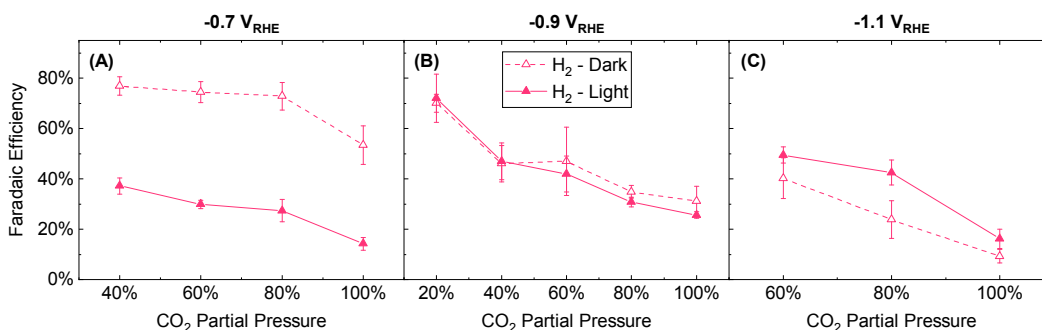 -0.7 V_RHE -0.9 V_RHE -1.1 V_RHE
(A) (B) (C)
H₂ - Dark
H₂ - Light
Faradaic Efficiency
80%
60%
40%
20%
0%
40% 60% 80% 100% 20% 40% 60% 80% 100% 60% 80% 100%
CO₂ Partial Pressure CO₂ Partial Pressure CO₂ Partial Pressure